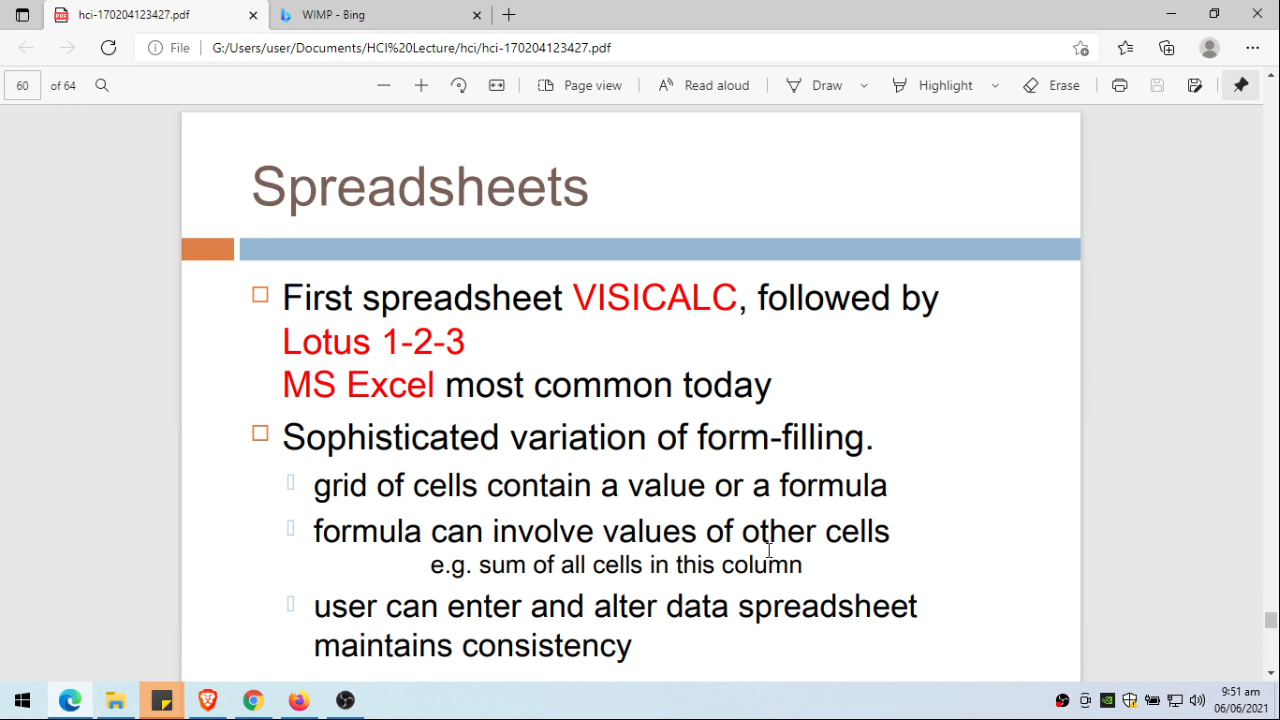 hci-170204123427.pdf
WIMP - Bing
File
G:/Users/user/Documents/HCI%20Lecture/hci/hci-170204123427.pdf
60 of 64
Page view
Read aloud
Draw
Highlight
Erase
Spreadsheets
First spreadsheet VISICALC, followed by
Lotus 1-2-3
MS Excel most common today
Sophisticated variation of form-filling.
grid of cells contain a value or a formula
formula can involve values of other cells
e.g. sum of all cells in this column
user can enter and alter data spreadsheet
maintains consistency
9:51 am
06/06/2021